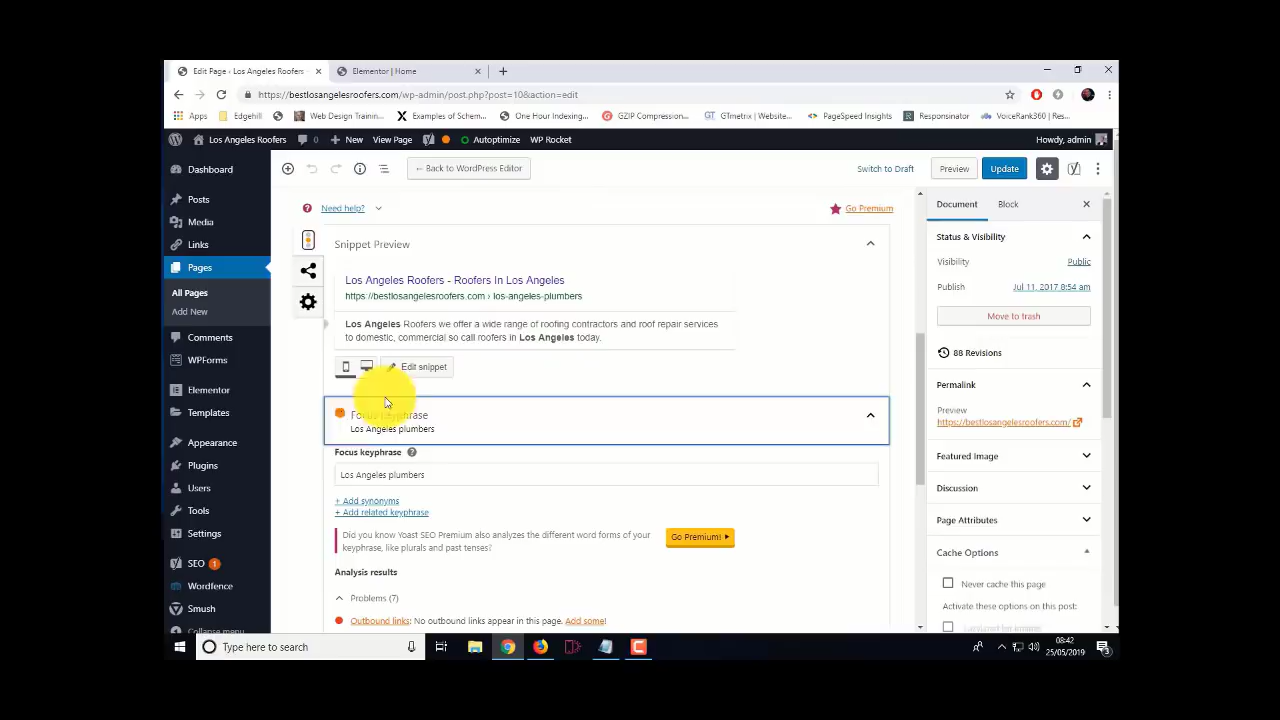 Edit Page ‹ Los Angeles Roofers -
Elementor | Home
https://bestlosangelesroofers.com/wp-admin/post.php?post=10&action=edit
Apps
Edgehill
Web Design Training...
Examples of Schem...
One Hour Indexing...
GZIP Compression...
GTmetrix | Website...
PageSpeed Insights
Responsinator
VoiceRank360 | Res...
Los Angeles Roofers
0
New
View Page
Autoptimize
WP Rocket
Howdy, admin
Dashboard
Posts
Media
Links
Pages
All Pages
Add New
Comments
WPForms
Elementor
Templates
Appearance
Plugins
Users
Tools
Settings
SEO 1
Wordfence
Smush
Collapse menu
← Back to WordPress Editor
Switch to Draft
Preview
Update
Need help?
Go Premium
Snippet Preview
Los Angeles Roofers - Roofers In Los Angeles
https://bestlosangelesroofers.com › los-angeles-plumbers
Los Angeles Roofers we offer a wide range of roofing contractors and roof repair services
to domestic, commercial so call roofers in Los Angeles today.
Edit snippet
Focus keyphrase
Los Angeles plumbers
Focus keyphrase
Los Angeles plumbers
+ Add synonyms
+ Add related keyphrase
Did you know Yoast SEO Premium also analyzes the different word forms of your
keyphrase, like plurals and past tenses?
Go Premium!
Analysis results
Problems (7)
Outbound links: No outbound links appear in this page. Add some!
Document
Block
Status & Visibility
Visibility
Public
Publish
Jul 11, 2017 8:54 am
Move to trash
88 Revisions
Permalink
Preview
https://bestlosangelesroofers.com/
Featured Image
Discussion
Page Attributes
Cache Options
Never cache this page
Activate these options on this post:
Type here to search
08:42
25/05/2019
3